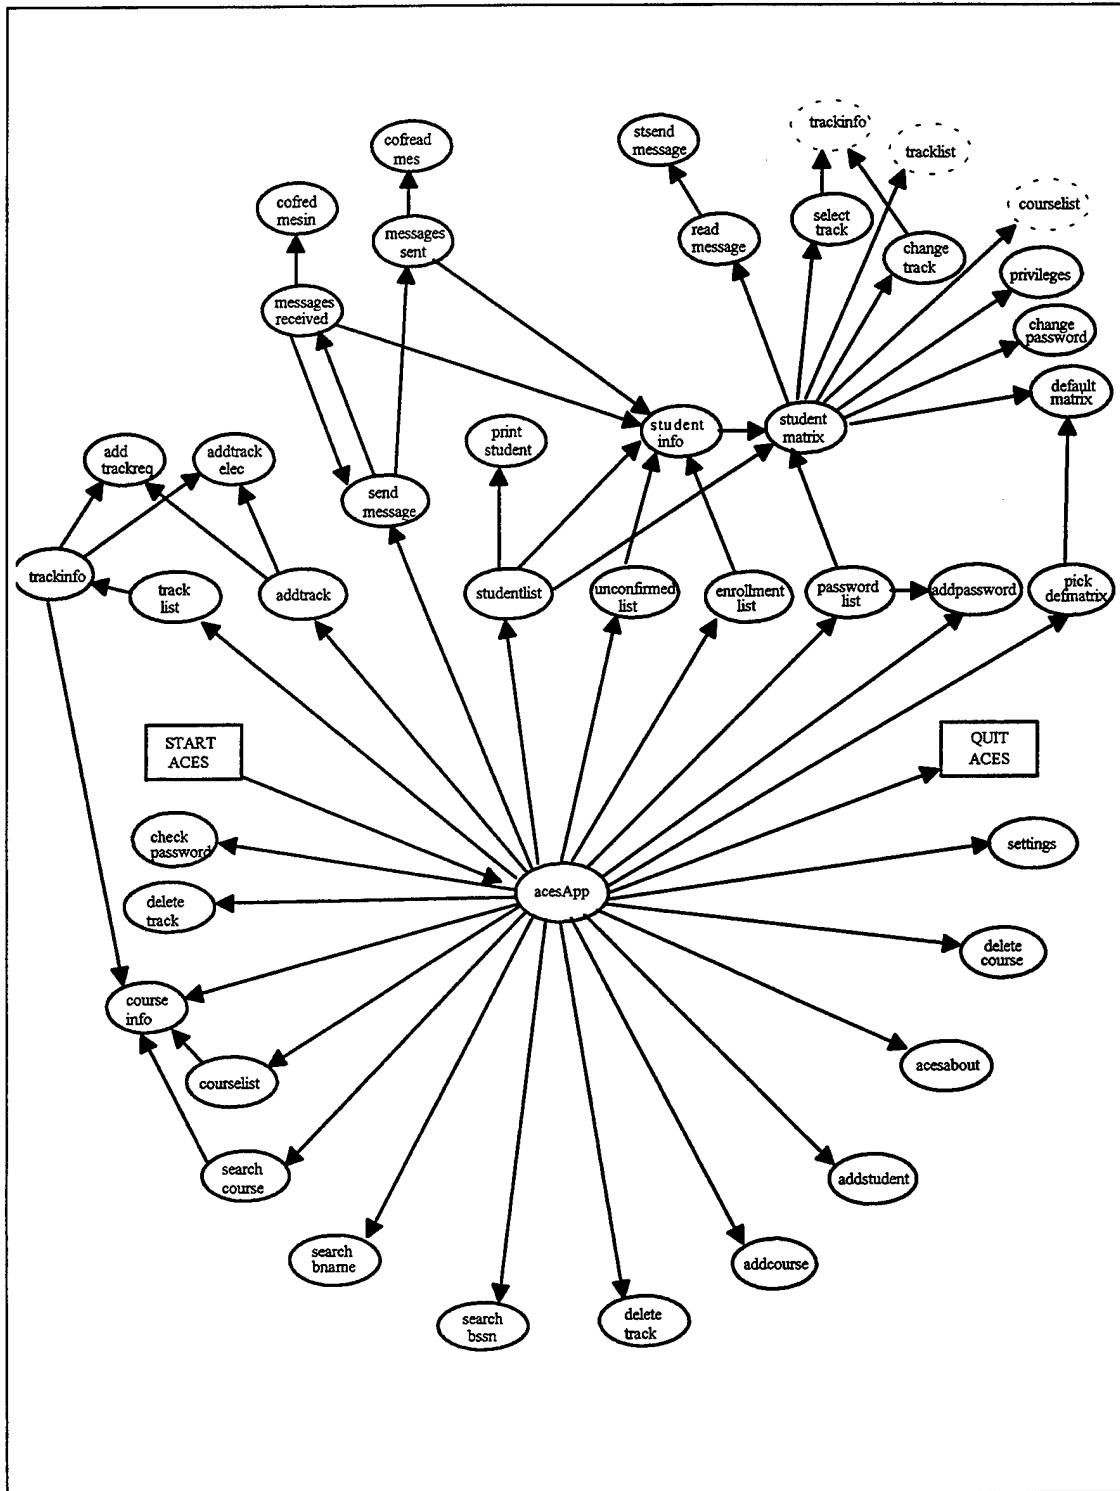 trackinfo
stsend
message
cofread
mes
tracklist
courselist
cofred
mesin
select
track
messages
sent
read
message
change
track
privileges
messages
received
change
password
default
matrix
student
info
student
matrix
print
student
add
trackreq
addtrack
elec
send
message
trackinfo
track
list
addtrack
studentlist
unconfirmed
list
enrollment
list
password
list
addpassword
pick
defmatrix
START
ACES
QUIT
ACES
check
password
settings
acesApp
delete
track
delete
course
course
info
courselist
acesabout
search
course
addstudent
search
bname
addcourse
search
bssn
delete
track